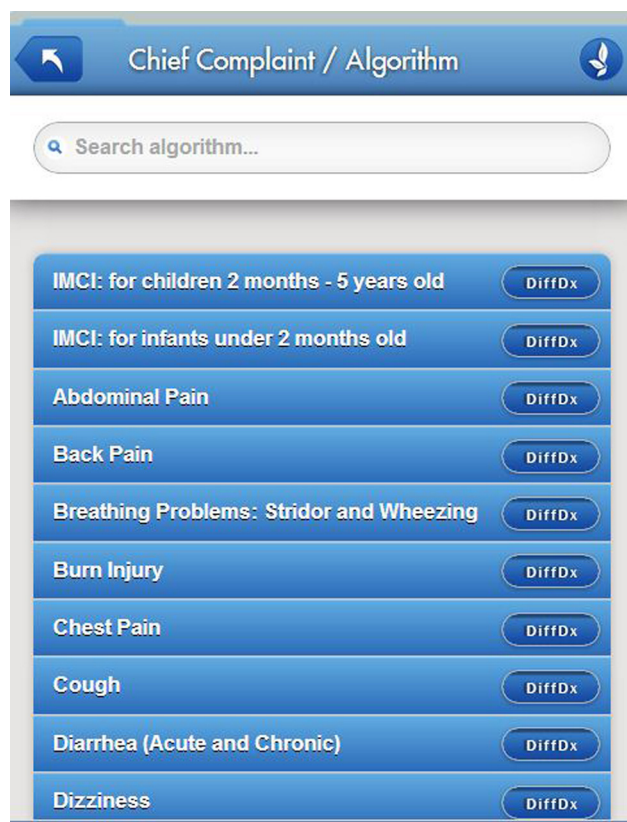 Chief Complaint / Algorithm
Search algorithm...
IMCI: for children 2 months - 5 years old DiffDx
IMCI: for infants under 2 months old DiffDx
Abdominal Pain DiffDx
Back Pain DiffDx
Breathing Problems: Stridor and Wheezing DiffDx
Burn Injury DiffDx
Chest Pain DiffDx
Cough DiffDx
Diarrhea (Acute and Chronic) DiffDx
Dizziness DiffDx